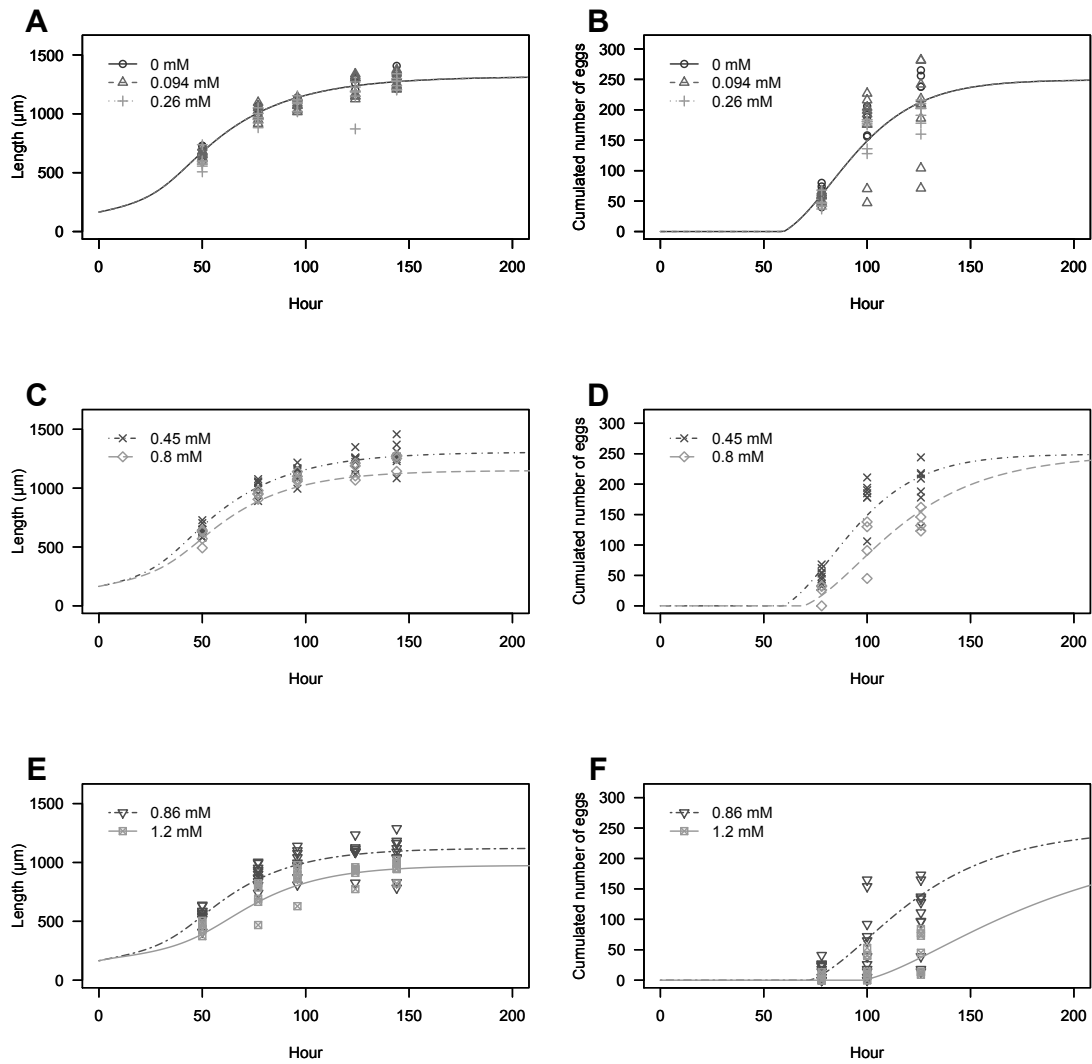 A
Length (µm)
1500
1000
500
0
0 mM
0.094 mM
0.26 mM
0 50 100 150 200
Hour
B
Cumulated number of eggs
300
250
200
150
100
50
0
0 mM
0.094 mM
0.26 mM
0 50 100 150 200
Hour
C
Length (µm)
1500
1000
500
0
0.45 mM
0.8 mM
0 50 100 150 200
Hour
D
Cumulated number of eggs
300
250
200
150
100
50
0
0.45 mM
0.8 mM
0 50 100 150 200
Hour
E
Length (µm)
1500
1000
500
0
0.86 mM
1.2 mM
0 50 100 150 200
Hour
F
Cumulated number of eggs
300
250
200
150
100
50
0
0.86 mM
1.2 mM
0 50 100 150 200
Hour